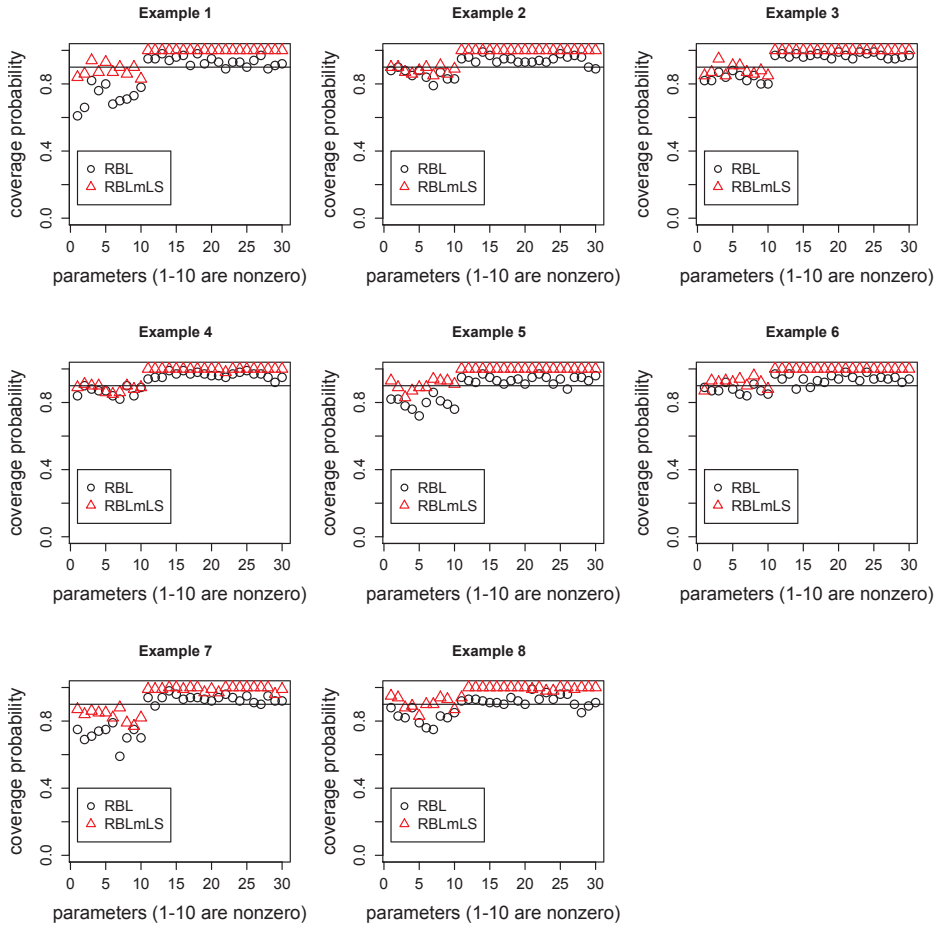 Example 1
coverage probability
0.0 0.4 0.8
RBL
RBLmLS
0 5 10 15 20 25 30
parameters (1-10 are nonzero)
Example 2
coverage probability
0.0 0.4 0.8
RBL
RBLmLS
0 5 10 15 20 25 30
parameters (1-10 are nonzero)
Example 3
coverage probability
0.0 0.4 0.8
RBL
RBLmLS
0 5 10 15 20 25 30
parameters (1-10 are nonzero)
Example 4
coverage probability
0.0 0.4 0.8
RBL
RBLmLS
0 5 10 15 20 25 30
parameters (1-10 are nonzero)
Example 5
coverage probability
0.0 0.4 0.8
RBL
RBLmLS
0 5 10 15 20 25 30
parameters (1-10 are nonzero)
Example 6
coverage probability
0.0 0.4 0.8
RBL
RBLmLS
0 5 10 15 20 25 30
parameters (1-10 are nonzero)
Example 7
coverage probability
0.0 0.4 0.8
RBL
RBLmLS
0 5 10 15 20 25 30
parameters (1-10 are nonzero)
Example 8
coverage probability
0.0 0.4 0.8
RBL
RBLmLS
0 5 10 15 20 25 30
parameters (1-10 are nonzero)